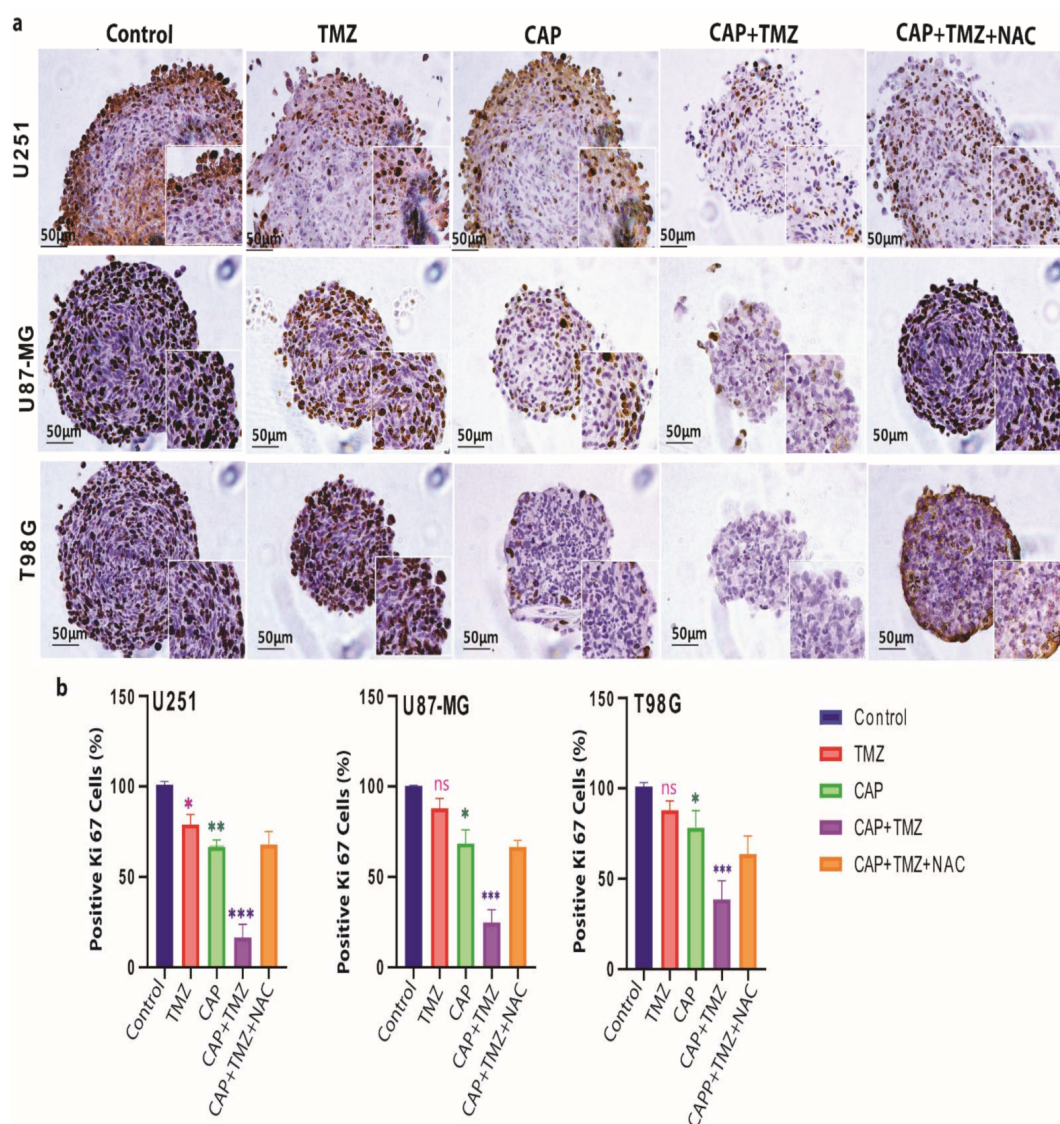 a
Control TMZ CAP CAP+TMZ CAP+TMZ+NAC
U251
50µm 50µm 50µm 50µm 50µm
U87-MG
50µm 50µm 50µm 50µm 50µm
T98G
50µm 50µm 50µm 50µm 50µm
b
U251
Positive Ki 67 Cells (%)
150
100
50
0
*
**
***
Control
TMZ
CAP
CAP+TMZ
CAP+TMZ+NAC
U87-MG
Positive Ki 67 Cells (%)
150
100
50
0
ns
*
***
Control
TMZ
CAP
CAP+TMZ
CAP+TMZ+NAC
T98G
Positive Ki 67 Cells (%)
150
100
50
0
ns
*
***
Control
TMZ
CAP
CAP+TMZ
CAPP+TMZ+NAC
Control
TMZ
CAP
CAP+TMZ
CAP+TMZ+NAC